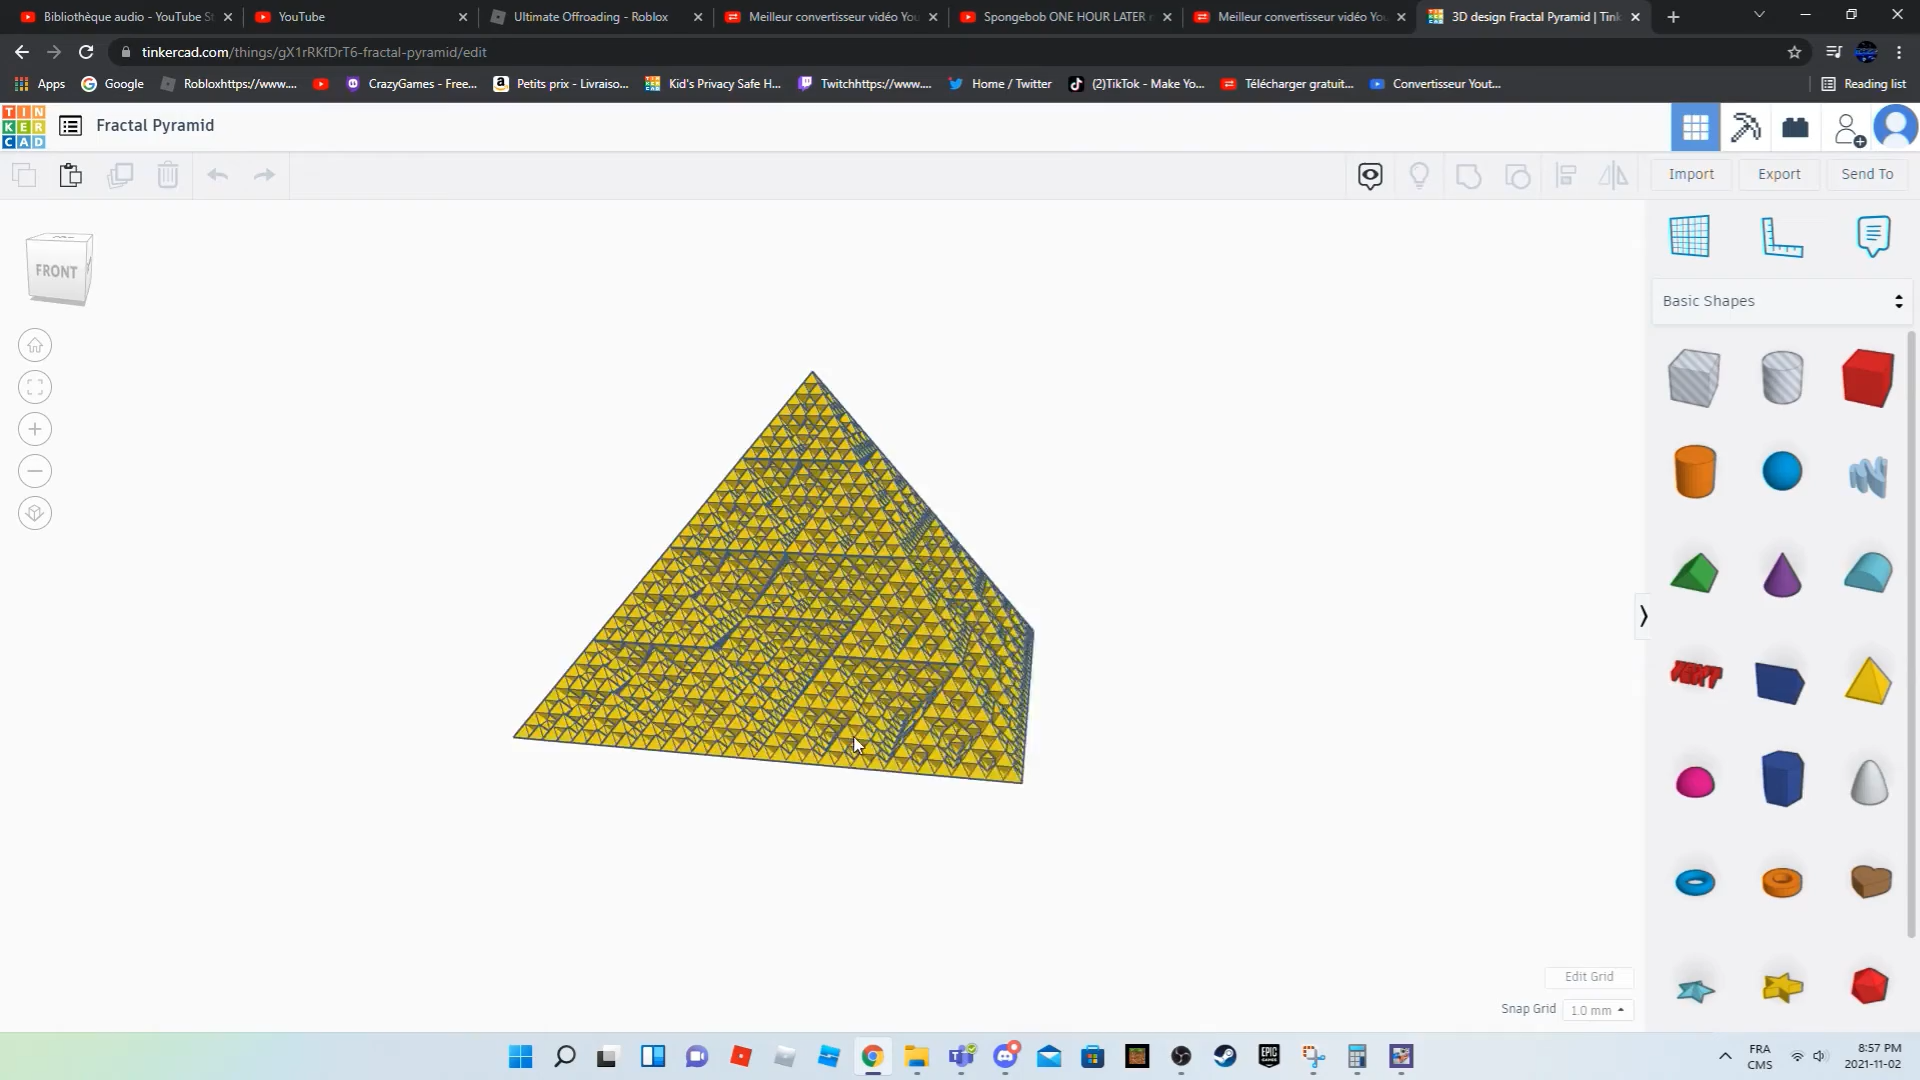 Bibliothèque audio - YouTube St
YouTube
Ultimate Offroading - Roblox
Meilleur convertisseur vidéo You
Spongebob ONE HOUR LATER
Meilleur convertisseur vidéo You
3D design Fractal Pyramid | Tink
tinkercad.com/things/gX1rRKfDrT6-fractal-pyramid/edit
Apps
Google
Robloxhttps://www....
CrazyGames - Free...
Petits prix - Livraiso...
Kid's Privacy Safe H...
Twitchhttps://www....
Home / Twitter
(2)TikTok - Make Yo...
Télécharger gratuit...
Convertisseur Yout...
Reading list
TIN
KER
CAD
Fractal Pyramid
Import
Export
Send To
FRONT
Basic Shapes
TEXT
Edit Grid
Snap Grid
1.0 mm
EPIC
GAMES
FRA
CMS
8:57 PM
2021-11-02